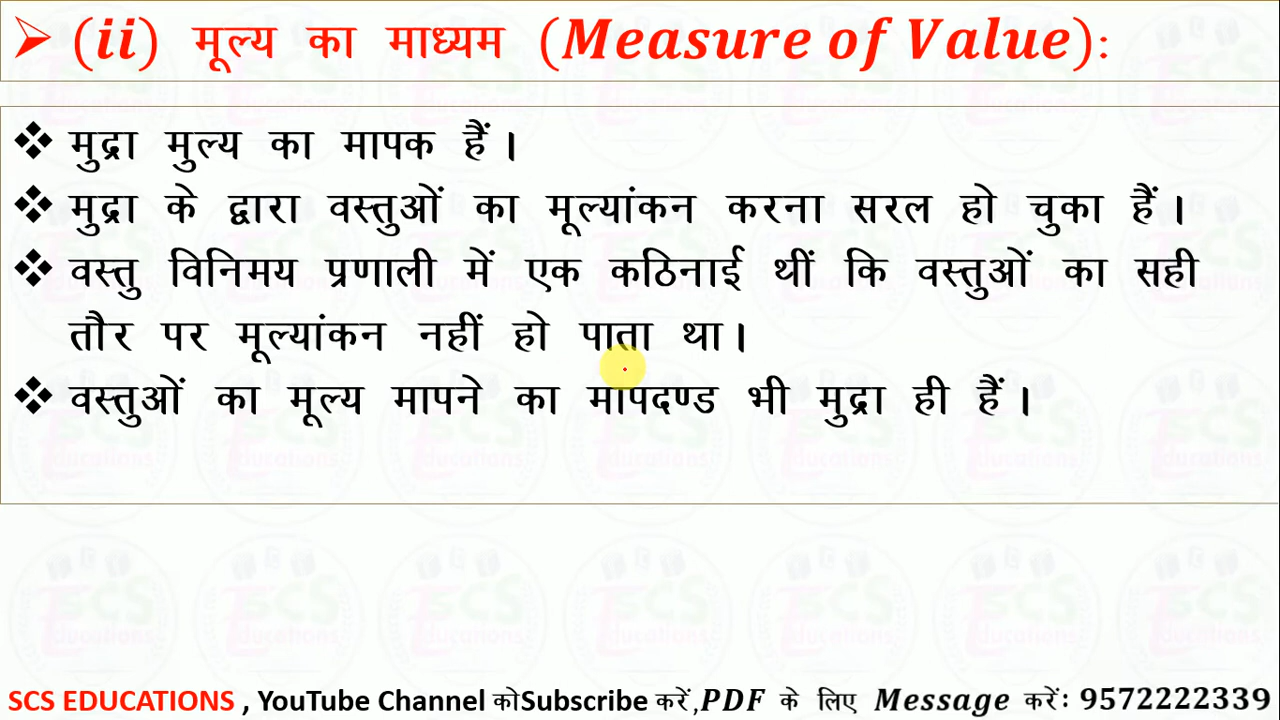 ➢ (ii) मूल्य का माध्यम (Measure of Value):
❖ मुद्रा मुल्य का मापक हैं।
❖ मुद्रा के द्वारा वस्तुओं का मूल्यांकन करना सरल हो चुका हैं।
❖ वस्तु विनिमय प्रणाली में एक कठिनाई थीं कि वस्तुओं का सही
तौर पर मूल्यांकन नहीं हो पाता था।
❖ वस्तुओं का मूल्य मापने का मापदण्ड भी मुद्रा ही हैं।
SCS EDUCATIONS , YouTube Channel कोSubscribe करें,PDF के लिए Message करें: 9572222339